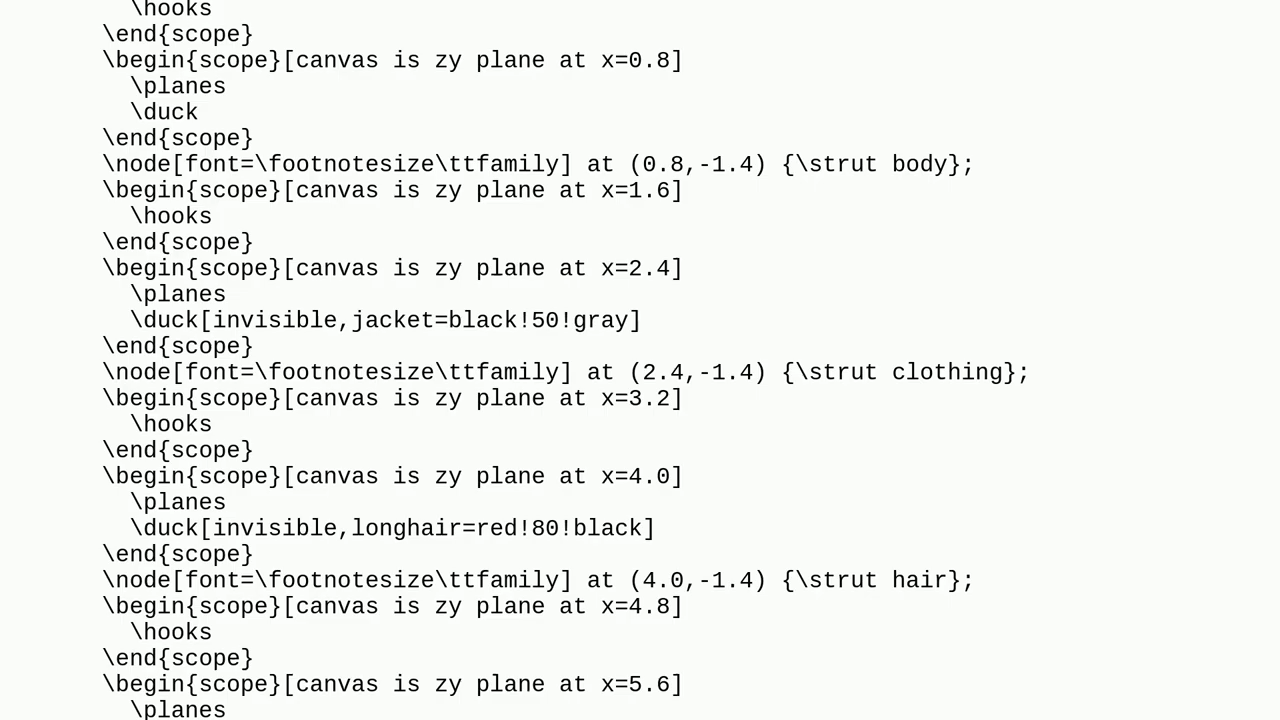 \hooks
\end{scope}
\begin{scope}[canvas is zy plane at x=0.8]
\planes
\duck
\end{scope}
\node[font=\footnotesize\ttfamily] at (0.8,-1.4) {\strut body};
\begin{scope}[canvas is zy plane at x=1.6]
\hooks
\end{scope}
\begin{scope}[canvas is zy plane at x=2.4]
\planes
\duck[invisible,jacket=black!50!gray]
\end{scope}
\node[font=\footnotesize\ttfamily] at (2.4,-1.4) {\strut clothing};
\begin{scope}[canvas is zy plane at x=3.2]
\hooks
\end{scope}
\begin{scope}[canvas is zy plane at x=4.0]
\planes
\duck[invisible,longhair=red!80!black]
\end{scope}
\node[font=\footnotesize\ttfamily] at (4.0,-1.4) {\strut hair};
\begin{scope}[canvas is zy plane at x=4.8]
\hooks
\end{scope}
\begin{scope}[canvas is zy plane at x=5.6]
\planes